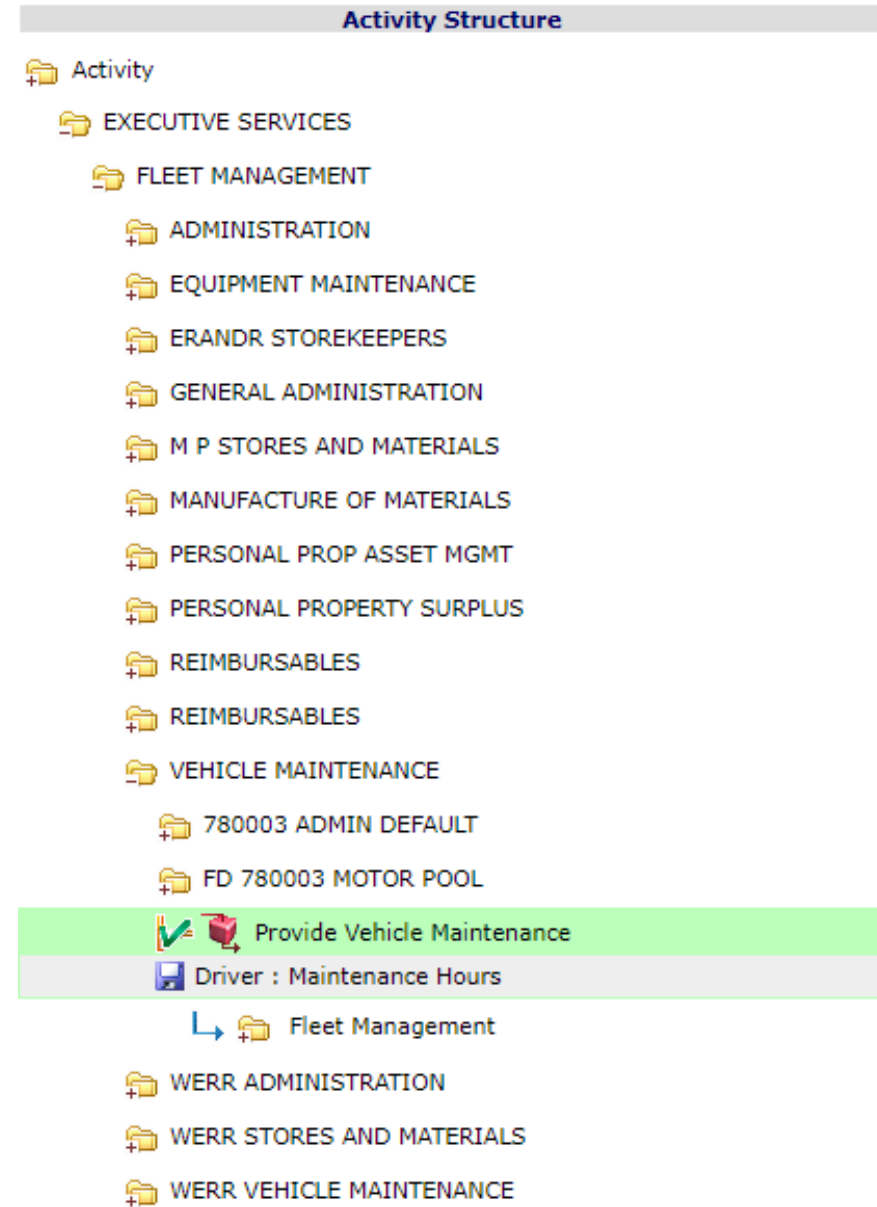 Activity Structure
Activity
EXECUTIVE SERVICES
FLEET MANAGEMENT
ADMINISTRATION
EQUIPMENT MAINTENANCE
ERANDR STOREKEEPERS
GENERAL ADMINISTRATION
M P STORES AND MATERIALS
MANUFACTURE OF MATERIALS
PERSONAL PROP ASSET MGMT
PERSONAL PROPERTY SURPLUS
REIMBURSABLES
REIMBURSABLES
VEHICLE MAINTENANCE
780003 ADMIN DEFAULT
FD 780003 MOTOR POOL
Provide Vehicle Maintenance
Driver : Maintenance Hours
Fleet Management
WERR ADMINISTRATION
WERR STORES AND MATERIALS
WERR VEHICLE MAINTENANCE